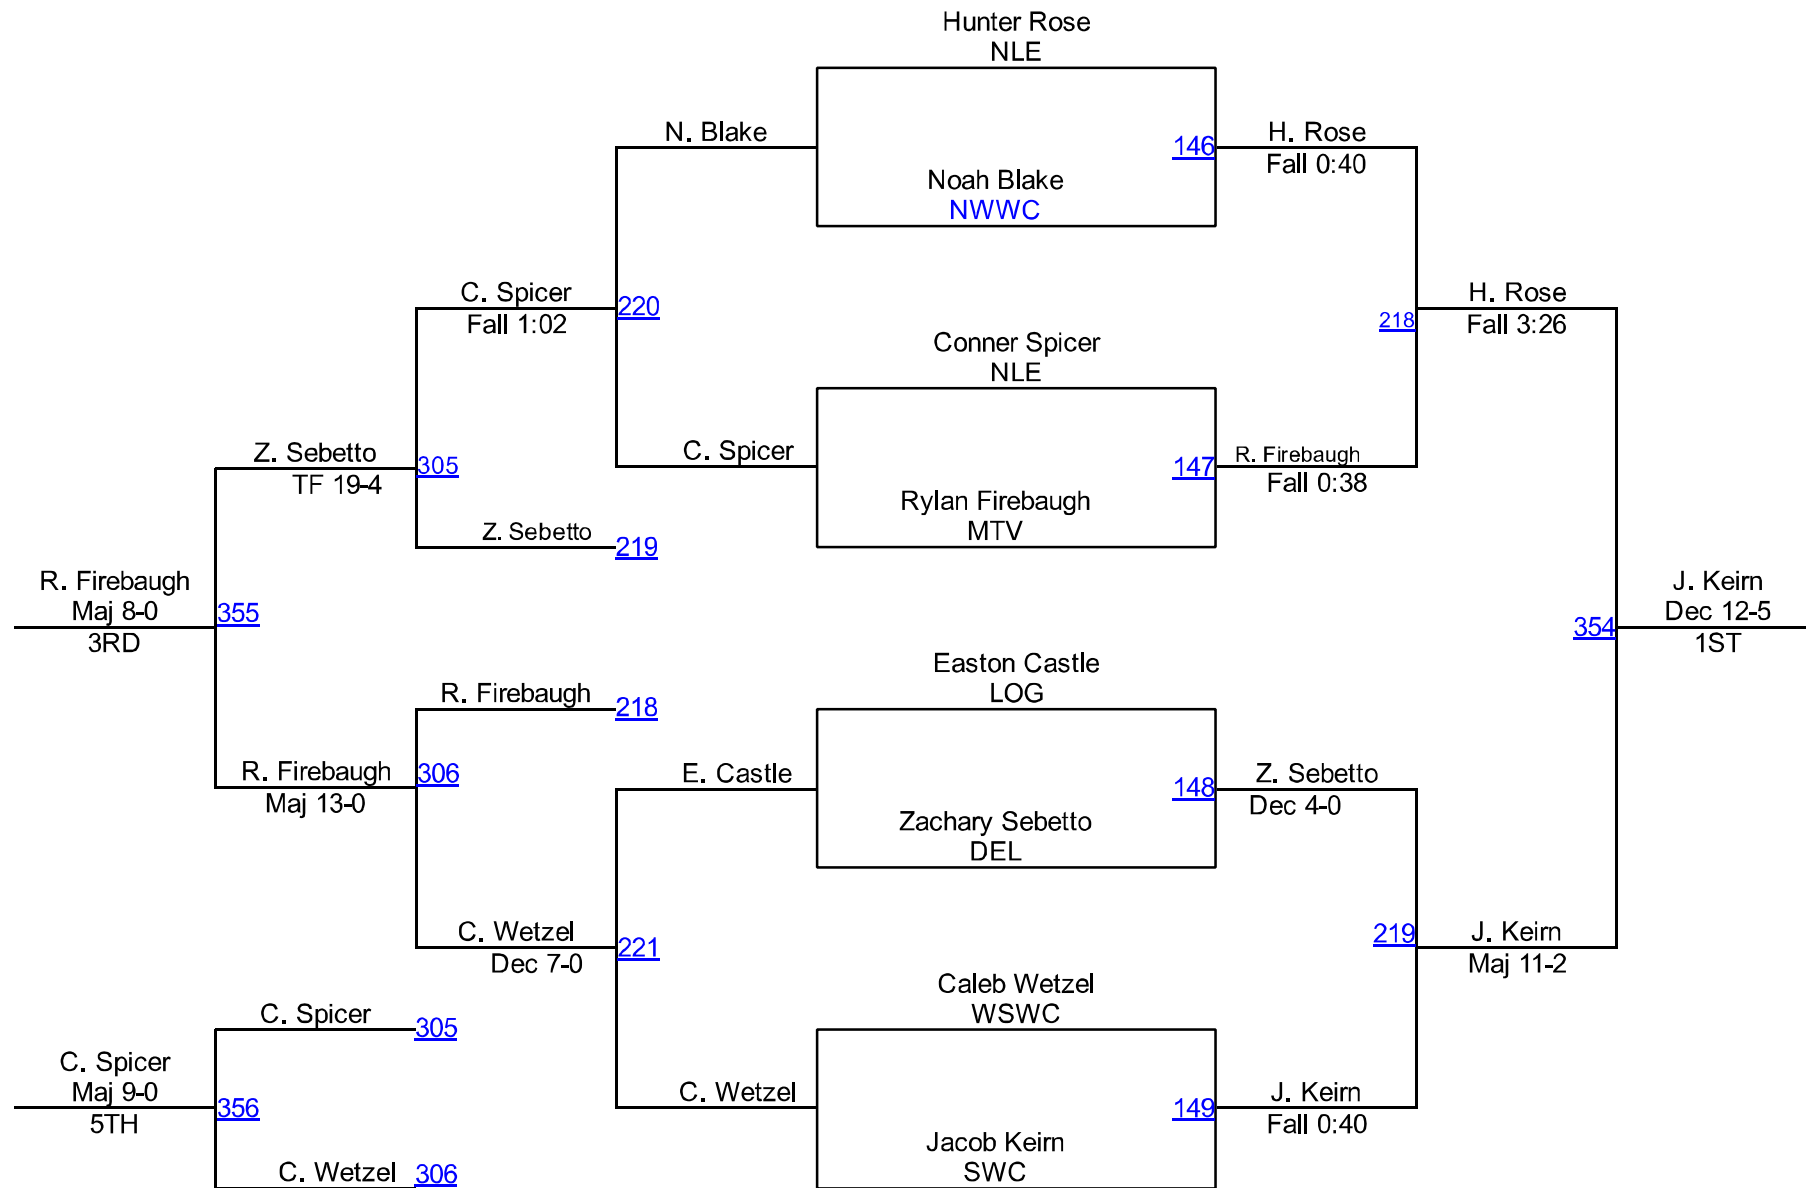 Hunter Rose
NLE
N. Blake
146
H. Rose
Fall 0:40
Noah Blake
NWWC
C. Spicer
Fall 1:02
220
H. Rose
Fall 3:26
218
Conner Spicer
NLE
Z. Sebetto
TF 19-4
305
C. Spicer
147
R. Firebaugh
Fall 0:38
Rylan Firebaugh
MTV
Z. Sebetto
219
R. Firebaugh
Maj 8-0
3RD
355
354
J. Keirn
Dec 12-5
1ST
Easton Castle
LOG
R. Firebaugh
218
R. Firebaugh
Maj 13-0
306
E. Castle
148
Z. Sebetto
Dec 4-0
Zachary Sebetto
DEL
C. Wetzel
Dec 7-0
221
219
J. Keirn
Maj 11-2
Caleb Wetzel
WSWC
C. Spicer
305
C. Spicer
Maj 9-0
5TH
356
C. Wetzel
149
J. Keirn
Fall 0:40
Jacob Keirn
SWC
C. Wetzel
306